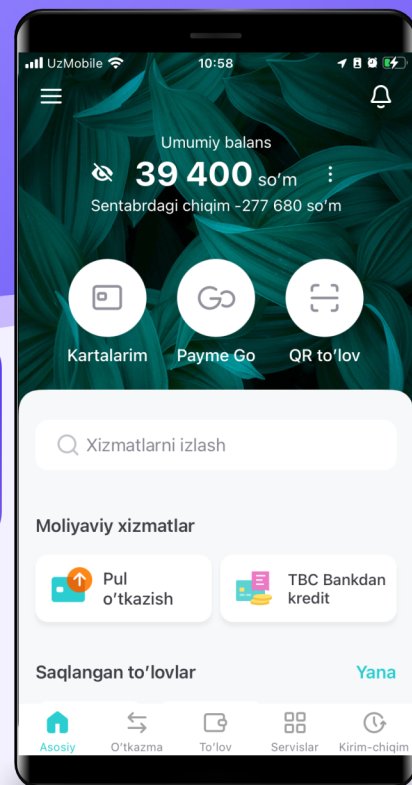 UzMobile 10:58
Umumiy balans
39 400 so‘m
Sentabrdagi chiqim -277 680 so‘m
GO
Kartalarim Payme Go QR to‘lov
Xizmatlarni izlash
Moliyaviy xizmatlar
Pul
o‘tkazish
TBC Bankdan
kredit
Saqlangan to‘lovlar Yana
Asosiy O‘tkazma To‘lov Servislar Kirim-chiqim